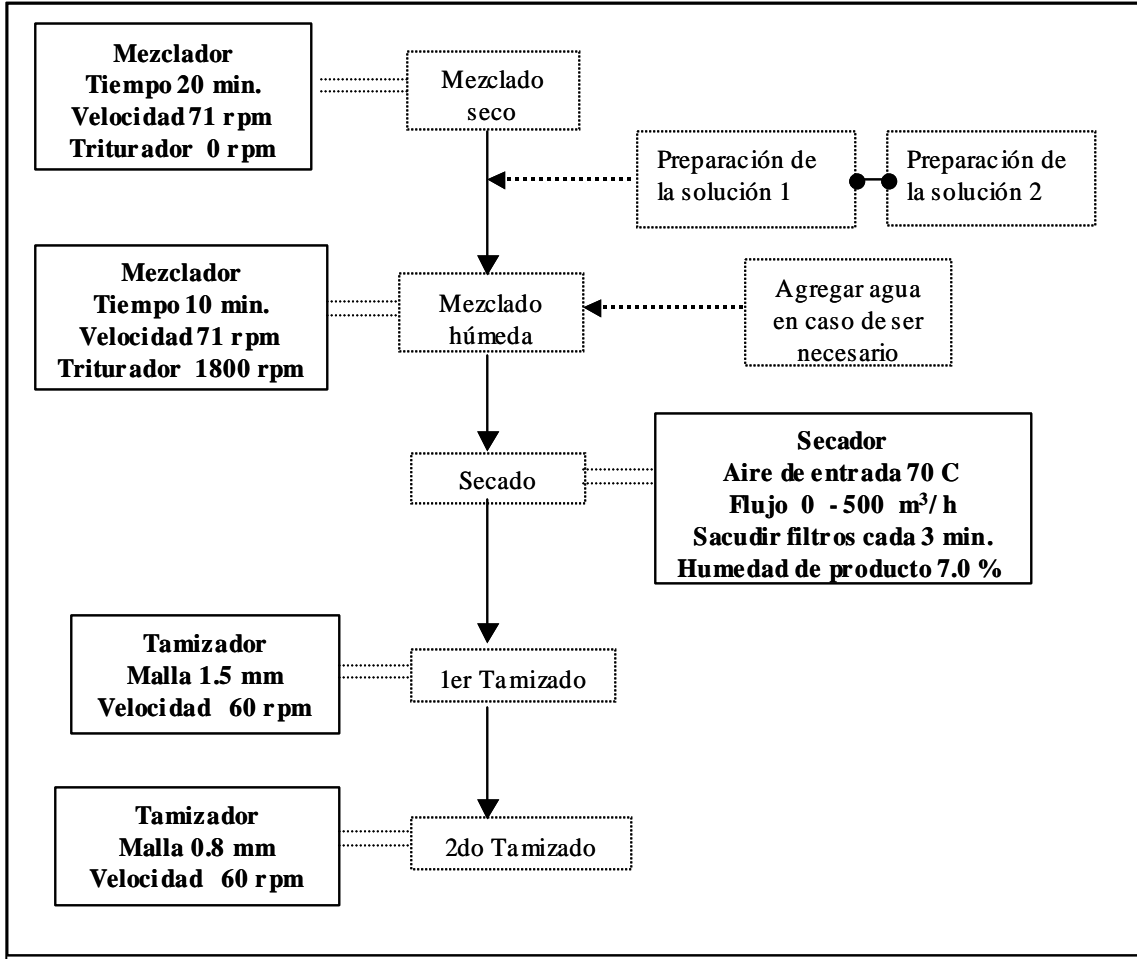 Mezclador
Tiempo 20 min.
Velocidad 71 rpm
Triturador 0 rpm
Mezclado
seco
Preparación de
la solución 1
Preparación de
la solución 2
Mezclador
Tiempo 10 min.
Velocidad 71 rpm
Triturador 1800 rpm
Mezclado
húmeda
Agregar agua
en caso de ser
necesario
Secado
Secador
Aire de entrada 70 C
Flujo 0 - 500 m³/ h
Sacudir filtros cada 3 min.
Humedad de producto 7.0 %
Tamizador
Malla 1.5 mm
Velocidad 60 rpm
1er Tamizado
Tamizador
Malla 0.8 mm
Velocidad 60 rpm
2do Tamizado